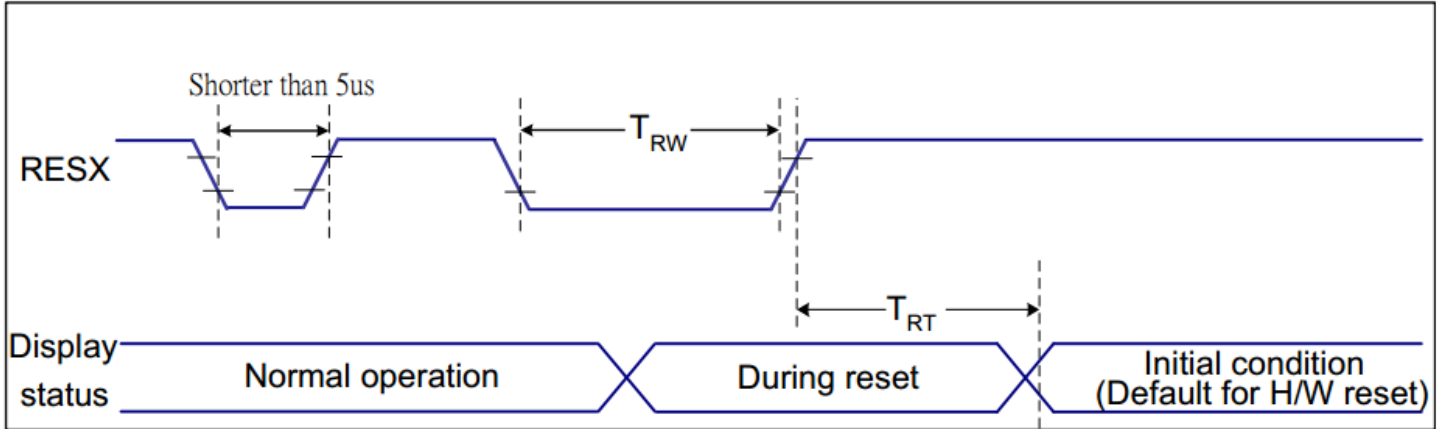 Shorter than 5us
RESX
TRW
TRT
Display
status
Normal operation
During reset
Initial condition
(Default for H/W reset)